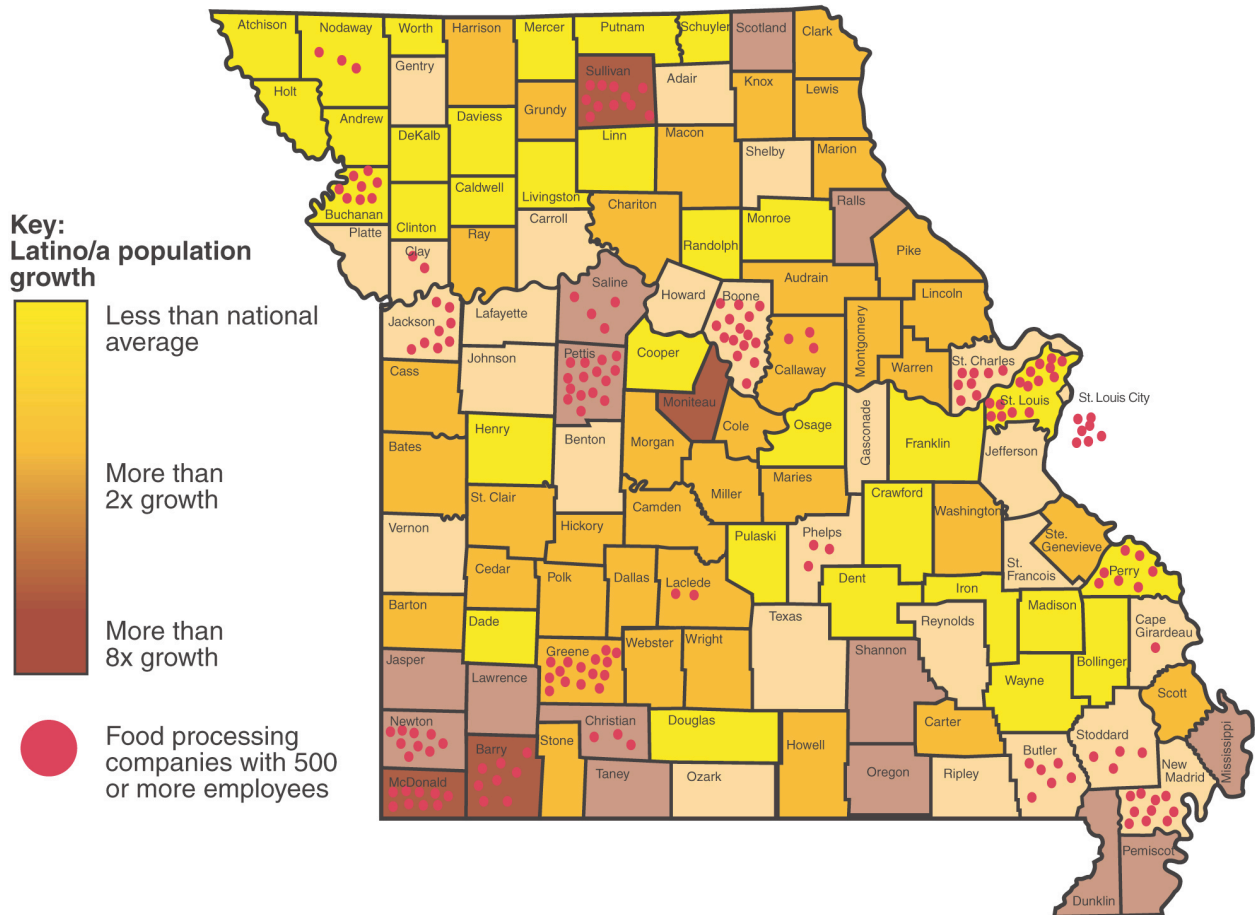 Atchison
Nodaway
Worth
Harrison
Mercer
Putnam
Schuyler
Scotland
Clark
Gentry
Sullivan
Adair
Knox
Lewis
Holt
Andrew
DeKalb
Daviess
Grundy
Linn
Macon
Shelby
Marion
Buchanan
Clinton
Caldwell
Livingston
Chariton
Randolph
Monroe
Ralls
Pike
Key:
Latino/a population
growth
Less than national
average
More than
2x growth
More than
8x growth
Food processing
companies with 500
or more employees
Platte
Clay
Ray
Carroll
Saline
Howard
Boone
Audrain
Lincoln
Jackson
Lafayette
Cooper
Callaway
Montgomery
Warren
St. Charles
St. Louis
St. Louis City
Cass
Johnson
Pettis
Moniteau
Cole
Osage
Gasconade
Franklin
Jefferson
Bates
Henry
Benton
Morgan
Miller
Maries
Crawford
Washington
Ste.
Genevieve
St.
Francois
Vernon
St. Clair
Hickory
Camden
Pulaski
Phelps
Dent
Iron
Madison
Perry
Cedar
Polk
Dallas
Laclede
Texas
Reynolds
Bollinger
Cape
Girardeau
Barton
Dade
Greene
Webster
Wright
Shannon
Wayne
Scott
Jasper
Lawrence
Christian
Douglas
Howell
Carter
Butler
Stoddard
Mississippi
Newton
Barry
Stone
Taney
Ozark
Oregon
Ripley
New
Madrid
McDonald
Dunklin
Pemiscot